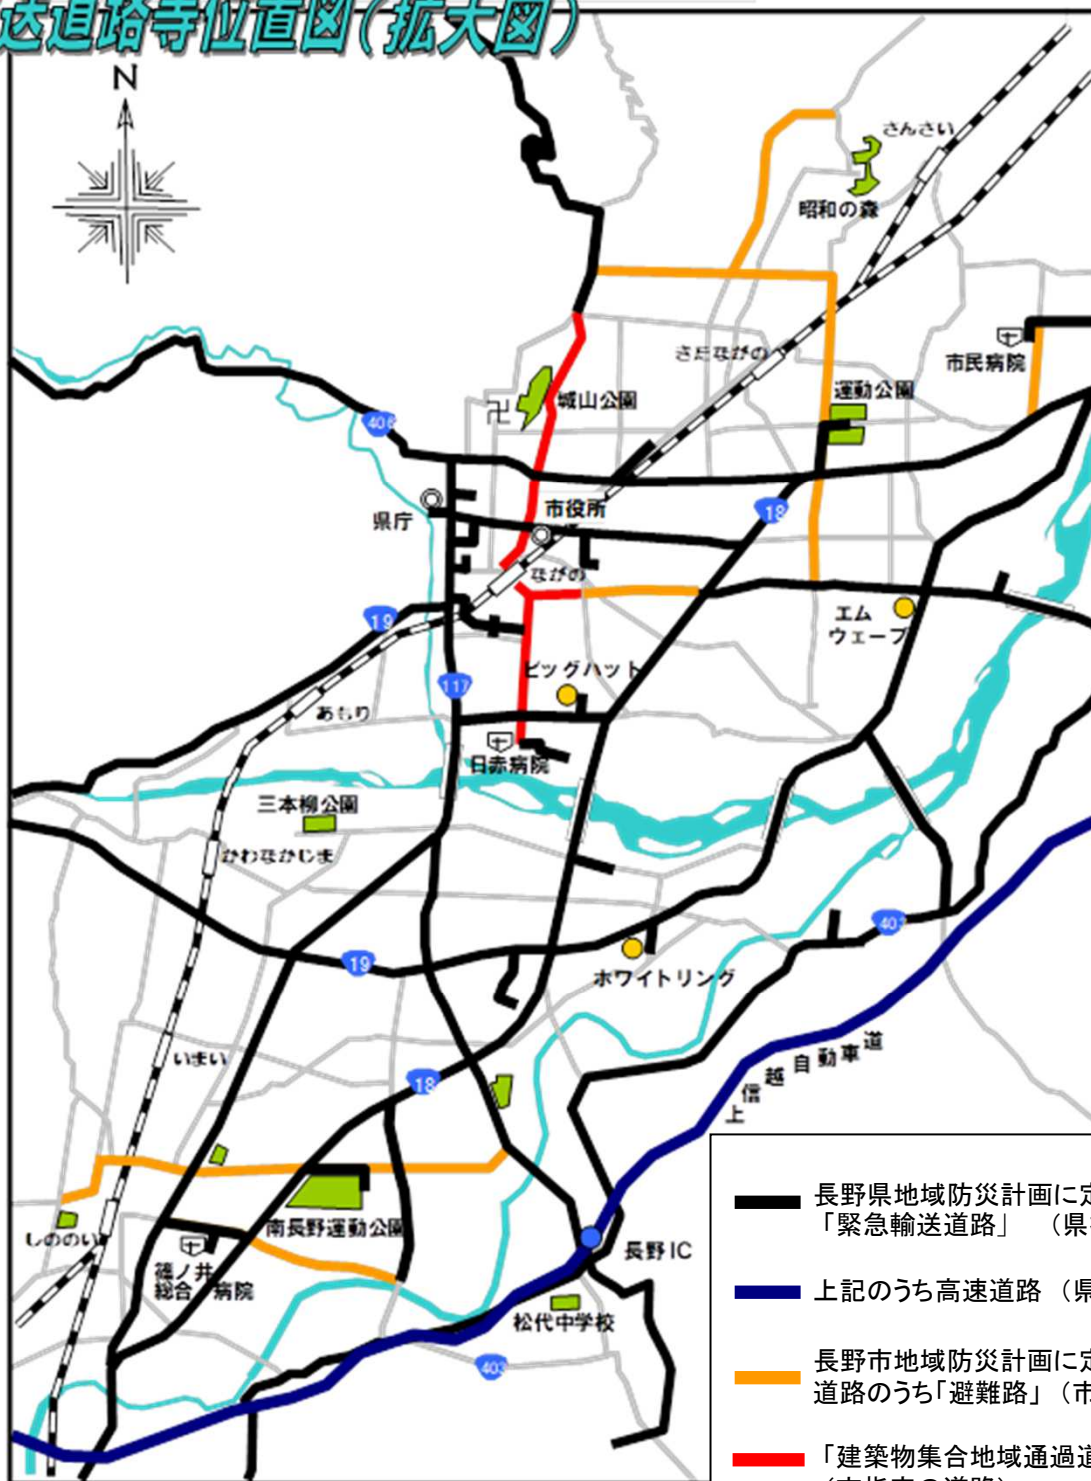 送道路等位置図(拡大図)
N
さんさい
昭和の森
きたながの
市民病院
運動公園
城山公園
406
市役所
18
県庁
ながの
19
エム
ウェーブ
ビッグハット
117
あもり
日赤病院
三本柳公園
かわなかじま
403
19
ホワイトリング
いまい
上信越自動車道
18
南長野運動公園
しののい
篠ノ井
総合病院
長野IC
松代中学校
403
長野県地域防災計画に定
「緊急輸送道路」 (県
上記のうち高速道路 (県
長野市地域防災計画に定
道路のうち「避難路」(市
「建築物集合地域通過道
(市指定の道路)